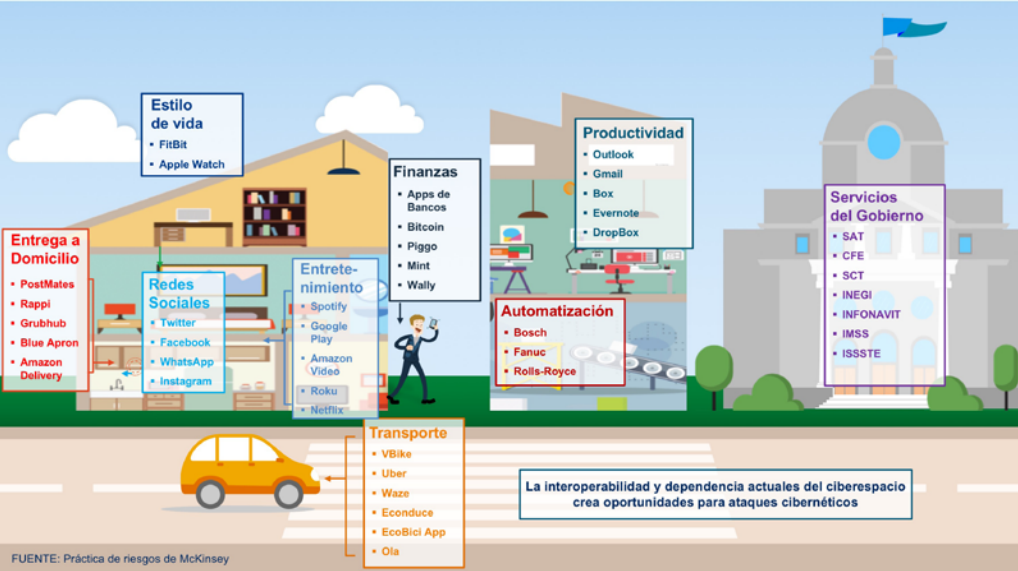 Estilo
de vida
▪ FitBit
▪ Apple Watch
Entrega a
Domicilio
▪ PostMates
▪ Rappi
▪ Grubhub
▪ Blue Apron
▪ Amazon
Delivery
Redes
Sociales
▪ Twitter
▪ Facebook
▪ WhatsApp
▪ Instagram
Entrete-
nimiento
▪ Spotify
▪ Google
Play
▪ Amazon
Video
▪ Roku
▪ Netflix
Finanzas
▪ Apps de
Bancos
▪ Bitcoin
▪ Piggo
▪ Mint
▪ Wally
Productividad
▪ Outlook
▪ Gmail
▪ Box
▪ Evernote
▪ DropBox
Automatización
▪ Bosch
▪ Fanuc
▪ Rolls-Royce
Servicios
del Gobierno
▪ SAT
▪ CFE
▪ SCT
▪ INEGI
▪ INFONAVIT
▪ IMSS
▪ ISSSTE
Transporte
▪ VBike
▪ Uber
▪ Waze
▪ Econduce
▪ EcoBici App
▪ Ola
La interoperabilidad y dependencia actuales del ciberespacio
crea oportunidades para ataques cibernéticos
FUENTE: Práctica de riesgos de McKinsey